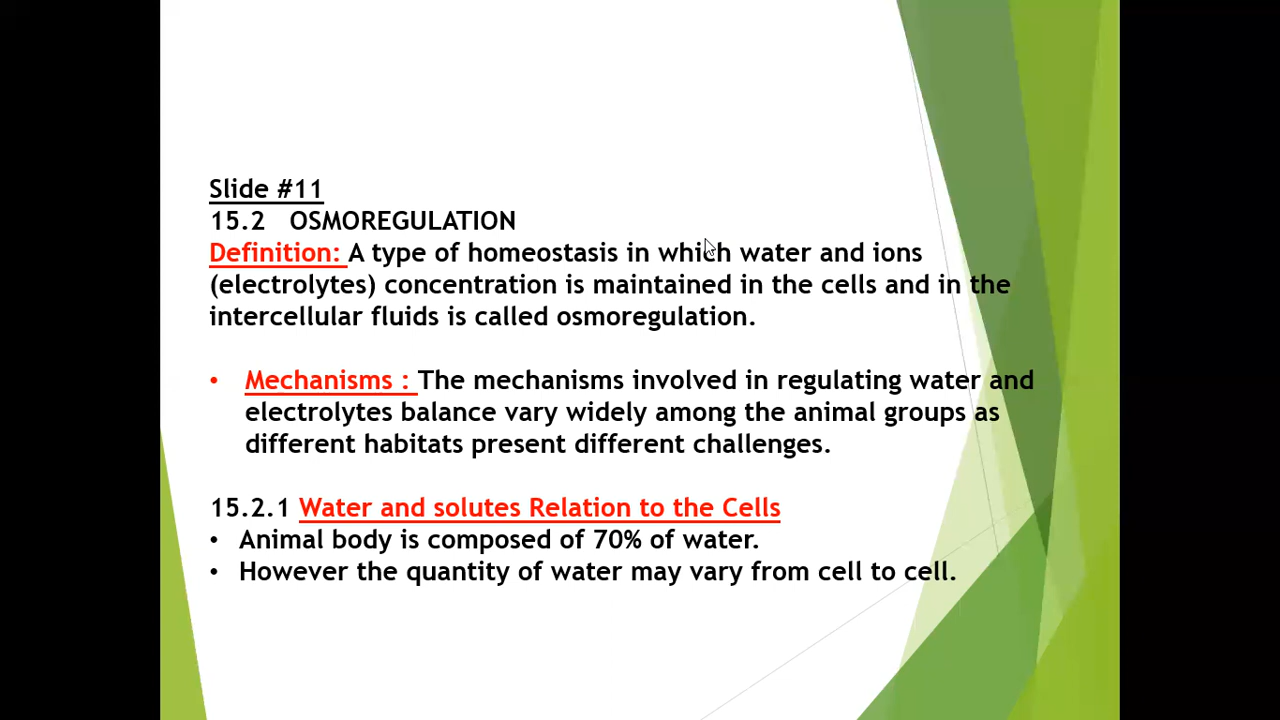 Slide #11
15.2 OSMOREGULATION
Definition: A type of homeostasis in which water and ions
(electrolytes) concentration is maintained in the cells and in the
intercellular fluids is called osmoregulation.
• Mechanisms : The mechanisms involved in regulating water and
electrolytes balance vary widely among the animal groups as
different habitats present different challenges.
15.2.1 Water and solutes Relation to the Cells
• Animal body is composed of 70% of water.
• However the quantity of water may vary from cell to cell.